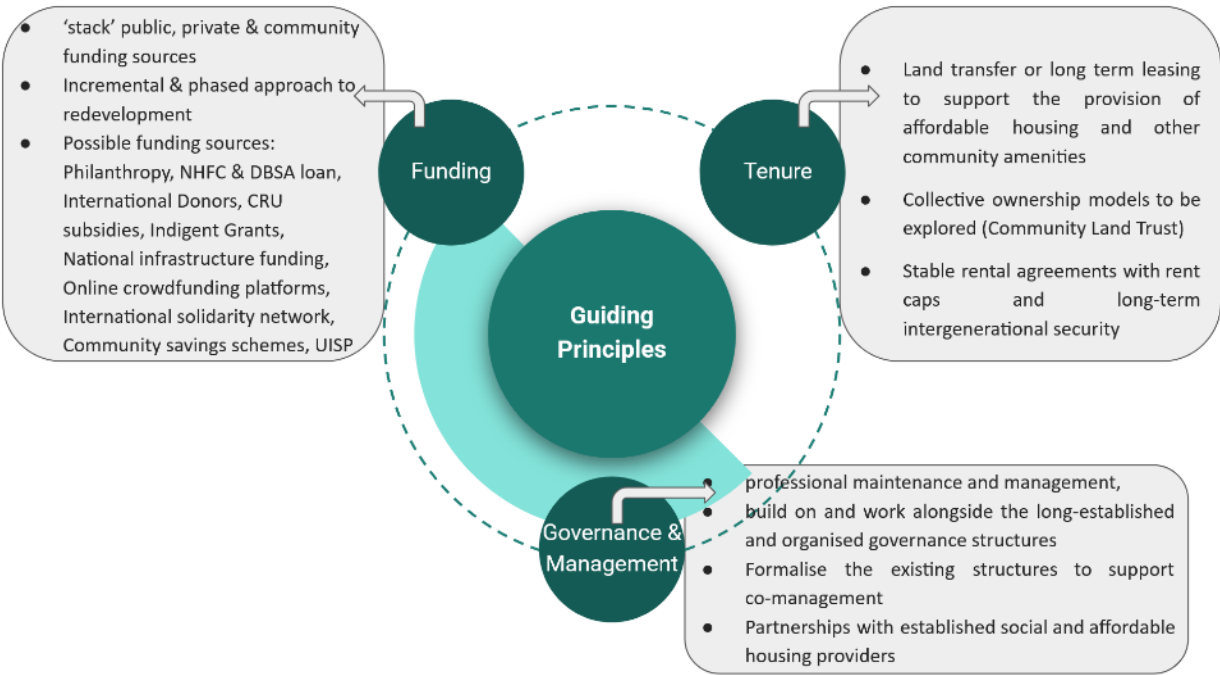 ● ‘stack’ public, private & community
funding sources
● Incremental & phased approach to
redevelopment
● Possible funding sources:
Philanthropy, NHFC & DBSA loan,
International Donors, CRU
subsidies, Indigent Grants,
National infrastructure funding,
Online crowdfunding platforms,
International solidarity network,
Community savings schemes, UISP
Funding
Tenure
● Land transfer or long term leasing
to support the provision of
affordable housing and other
community amenities
● Collective ownership models to be
explored (Community Land Trust)
● Stable rental agreements with rent
caps and long-term
intergenerational security
Guiding
Principles
Governance &
Management
● professional maintenance and management,
● build on and work alongside the long-established
and organised governance structures
● Formalise the existing structures to support
co-management
● Partnerships with established social and affordable
housing providers